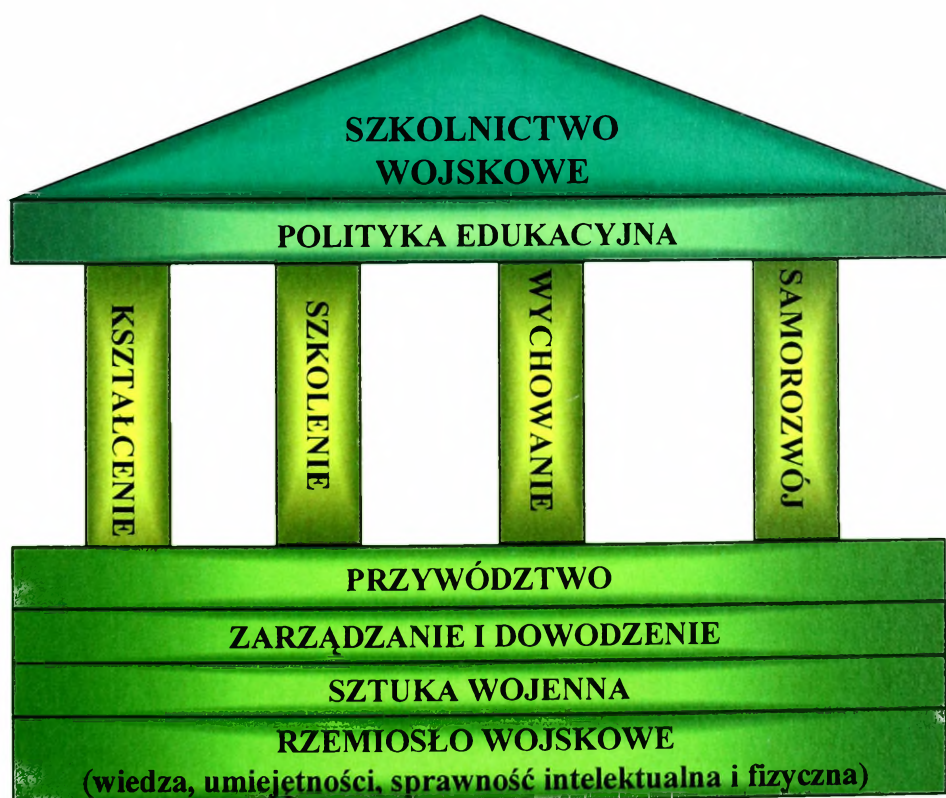 SZKOLNICTWO
WOJSKOWE
POLITYKA EDUKACYJNA
KSZTAŁCENIE
SZKOLENIE
WYCHOWANIE
SAMOROZWÓJ
PRZYWÓDZTWO
ZARZĄDZANIE I DOWODZENIE
SZTUKA WOJENNA
RZEMIOSŁO WOJSKOWE
(wiedza, umiejętności, sprawność intelektualna i fizyczna)